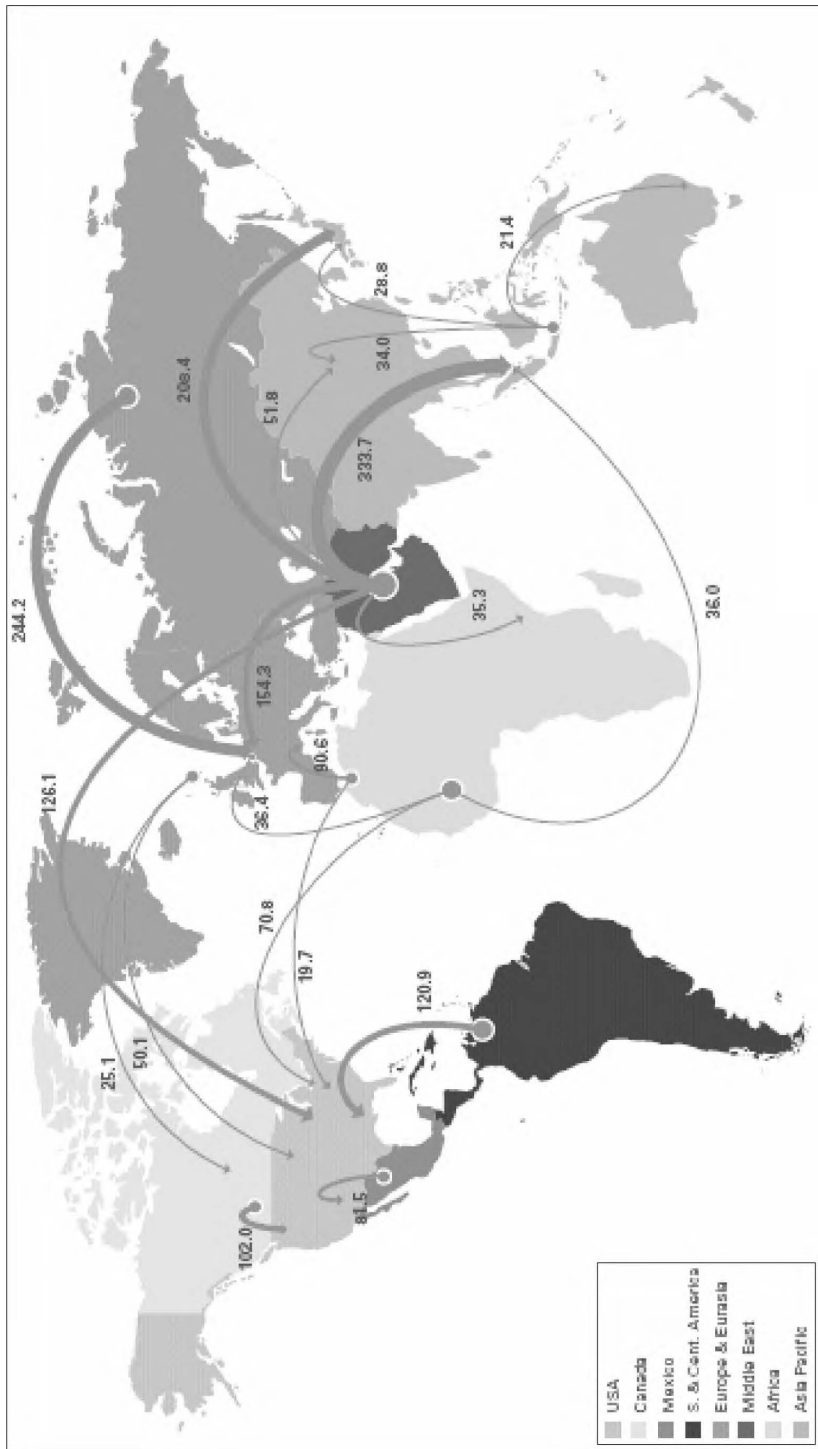 244.2
208.4
126.1
51.8
28.8
21.4
34.0
333.7
154.3
35.3
36.0
90.6
36.4
70.8
19.7
25.1
50.1
120.9
102.0
81.5
USA
Canada
Mexico
S. & Cent. America
Europe & Eurasia
Middle East
Africa
Asia Pacific